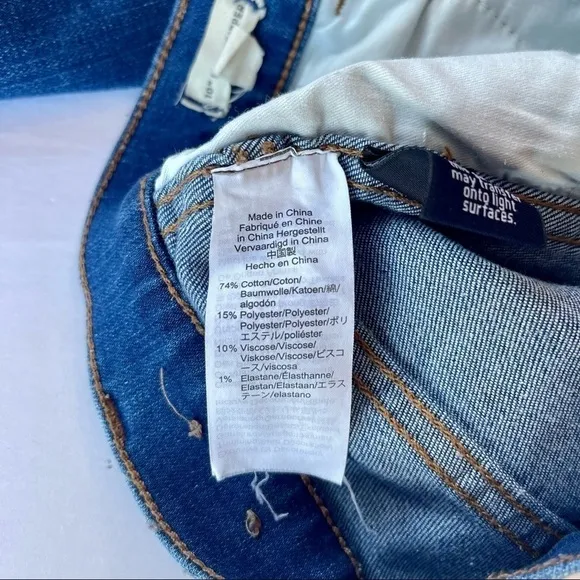 Made in China
Fabriqué en Chine
in China Hergestellt
Vervaardigd in China
中国製
Hecho en China
74% Cotton/Coton/
Baumwolle/Katoen/綿/
algodón
15% Polyester/Polyester/
Polyester/Polyester/ポリ
エステル/poliéster
10% Viscose/Viscose/
Viskose/Viscose/ビスコ
ース/viscosa
1% Elastane/Élasthanne/
Elastan/Elastaan/エラス
テーン/elastano
may transfer
onto light
surfaces.